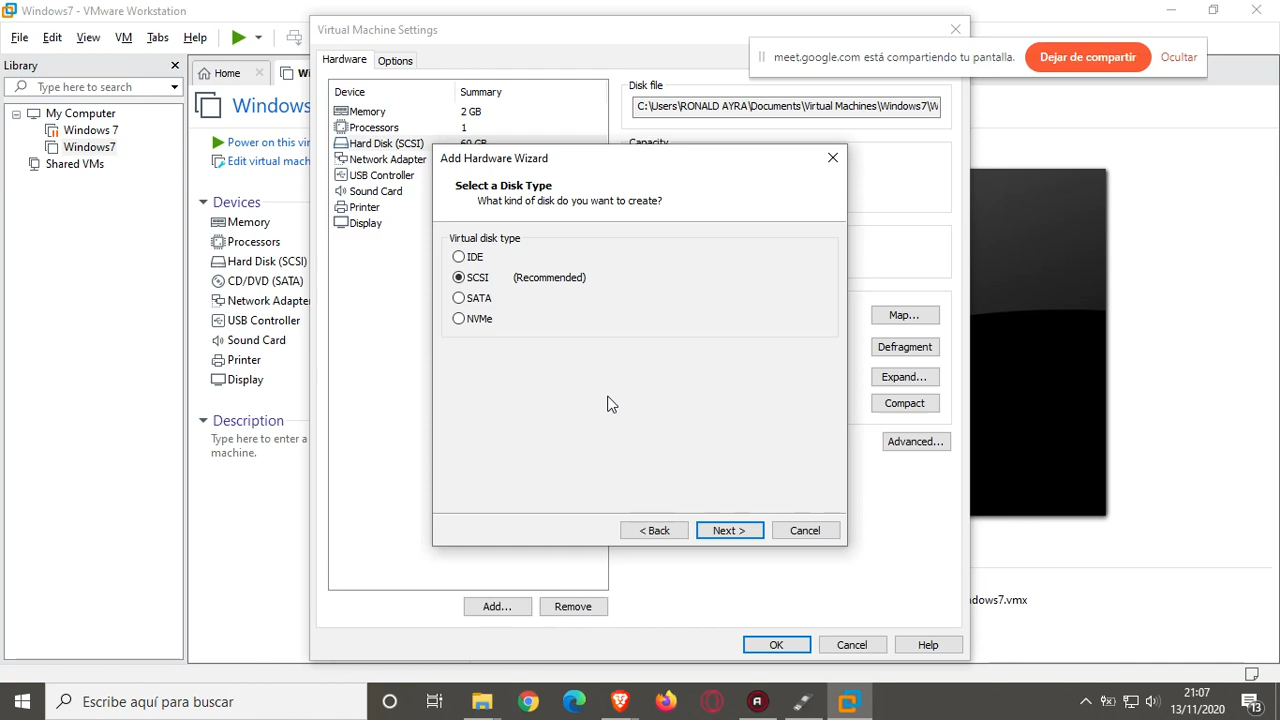 Windows7 - VMware Workstation
File Edit View VM Tabs Help
Library
Type here to search
My Computer
Windows 7
Windows7
Shared VMs
Home
Windows
Power on this vir
Edit virtual mach
Devices
Memory
Processors
Hard Disk (SCSI)
CD/DVD (SATA)
Network Adapte
USB Controller
Sound Card
Printer
Display
Description
Type here to enter a
machine.
Virtual Machine Settings
Hardware Options
Device Summary
Memory 2 GB
Processors 1
Hard Disk (SCSI) 60 GB
Network Adapter
USB Controller
Sound Card
Printer
Display
Add... Remove
Disk file
C:\Users\RONALD AYRA\Documents\Virtual Machines\Windows7\W
Capacity
Map...
Defragment
Expand...
Compact
Advanced...
OK Cancel Help
meet.google.com está compartiendo tu pantalla. Dejar de compartir Ocultar
Add Hardware Wizard
Select a Disk Type
What kind of disk do you want to create?
Virtual disk type
IDE
SCSI (Recommended)
SATA
NVMe
< Back Next > Cancel
ndows7.vmx
Escribe aquí para buscar
21:07
13/11/2020
13